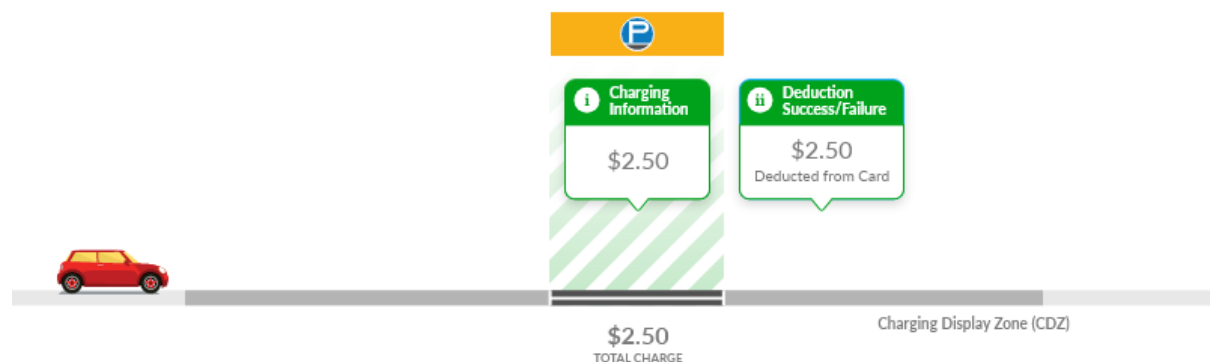 P
i
Charging
Information
$2.50
ii
Deduction
Success/Failure
$2.50
Deducted from Card
Charging Display Zone (CDZ)
$2.50
TOTAL CHARGE